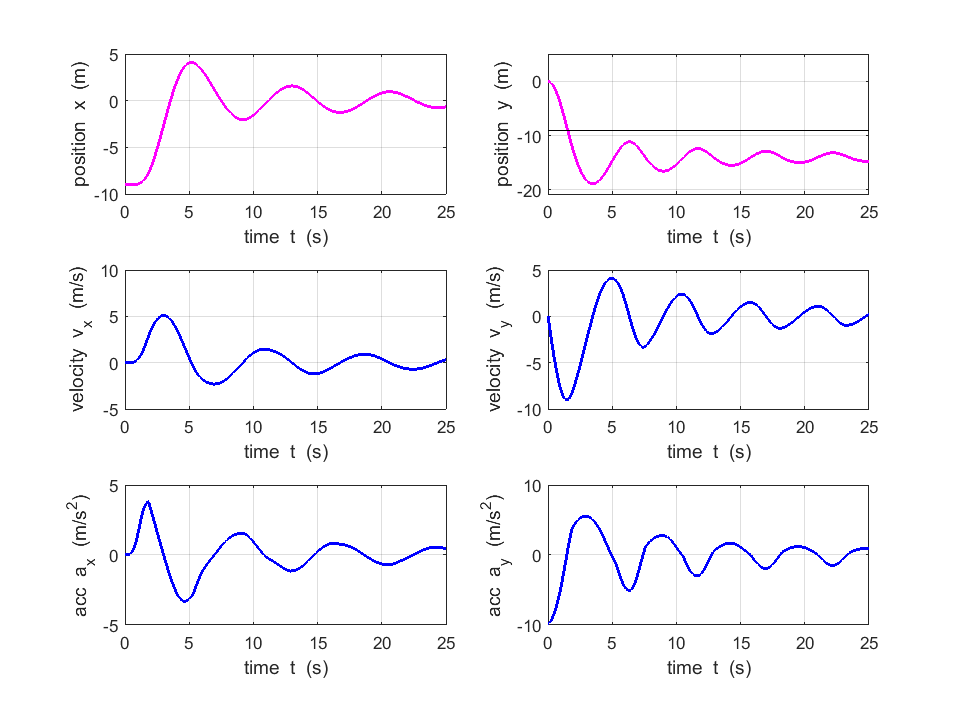 5
0
-5
-10
position x (m)
0 5 10 15 20 25
time t (s)
0
-10
-20
position y (m)
0 5 10 15 20 25
time t (s)
10
5
0
-5
velocity v_x (m/s)
0 5 10 15 20 25
time t (s)
5
0
-5
-10
velocity v_y (m/s)
0 5 10 15 20 25
time t (s)
5
0
-5
acc a_x (m/s^2)
0 5 10 15 20 25
time t (s)
10
0
-10
acc a_y (m/s^2)
0 5 10 15 20 25
time t (s)